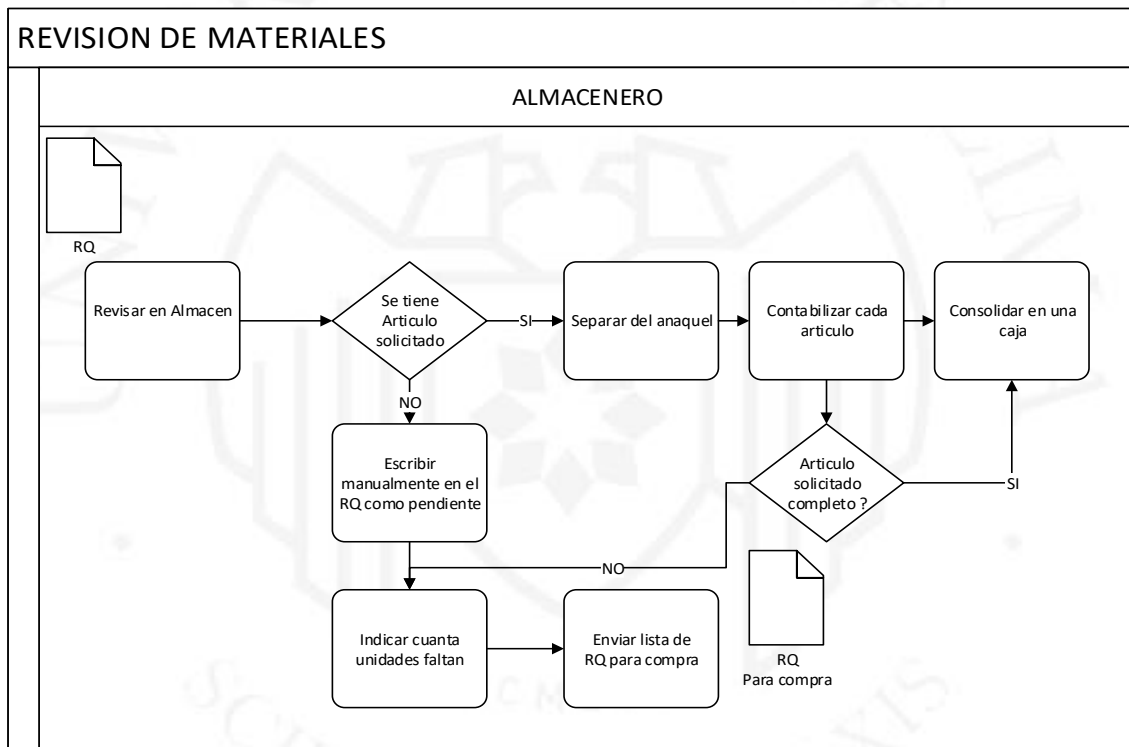 REVISION DE MATERIALES
ALMACENERO
RQ
Revisar en Almacen
Se tiene
Articulo
solicitado
SI
Separar del anaquel
Contabilizar cada
articulo
Consolidar en una
caja
NO
Escribir
manualmente en el
RQ como pendiente
Articulo
solicitado
completo ?
SI
NO
Indicar cuanta
unidades faltan
Enviar lista de
RQ para compra
RQ
Para compra